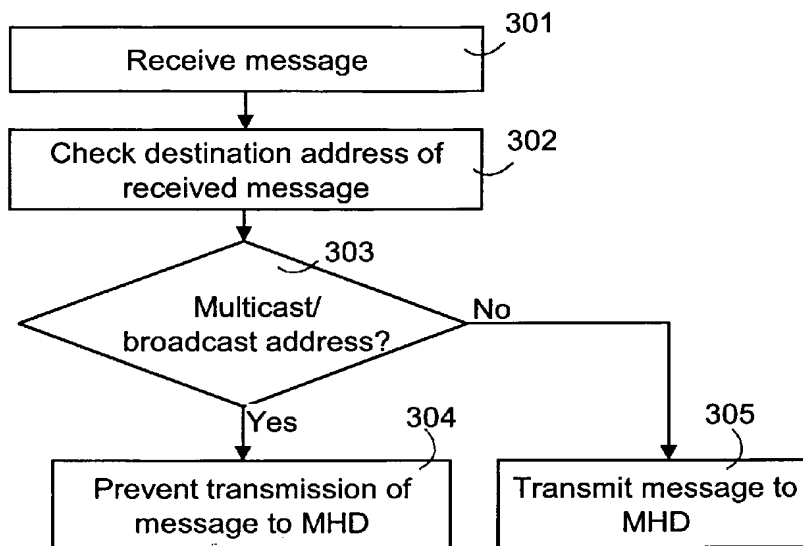 301
Receive message
302
Check destination address of
received message
303
Multicast/
broadcast address?
No
Yes
304
Prevent transmission of
message to MHD
305
Transmit message to
MHD